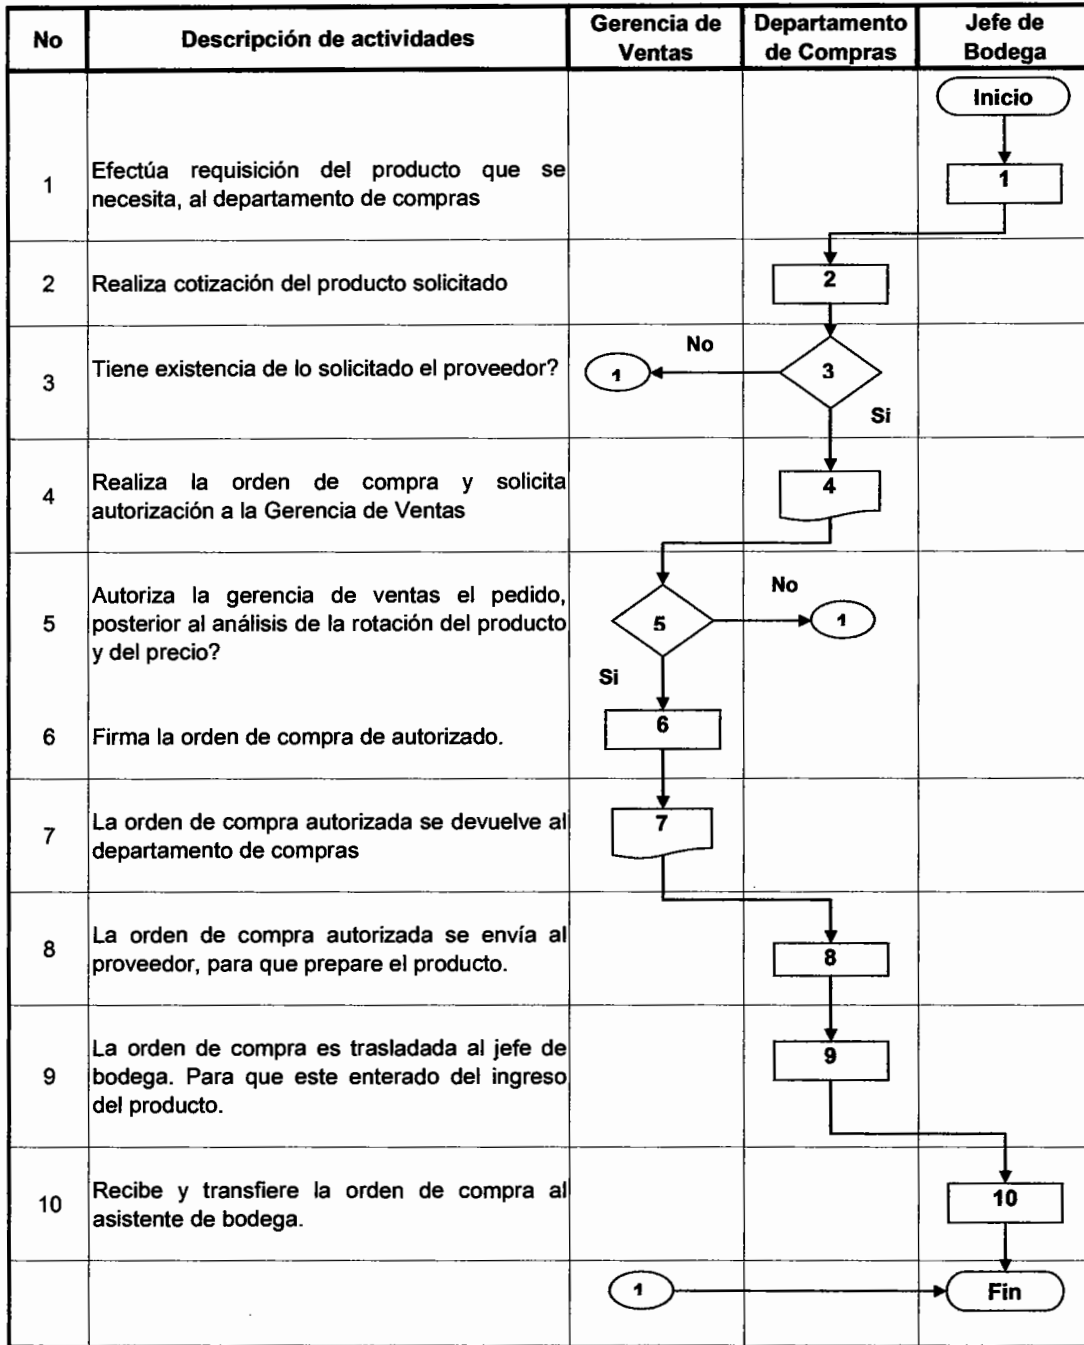 No
Descripción de actividades
Gerencia de
Ventas
Departamento
de Compras
Jefe de
Bodega
Inicio
1
Efectúa requisición del producto que se
necesita, al departamento de compras
1
2
Realiza cotización del producto solicitado
2
3
Tiene existencia de lo solicitado el proveedor?
1
No
3
Si
4
Realiza la orden de compra y solicita
autorización a la Gerencia de Ventas
4
5
Autoriza la gerencia de ventas el pedido,
posterior al análisis de la rotación del producto
y del precio?
5
No
1
Si
6
Firma la orden de compra de autorizado.
6
7
La orden de compra autorizada se devuelve al
departamento de compras
7
8
La orden de compra autorizada se envía al
proveedor, para que prepare el producto.
8
9
La orden de compra es trasladada al jefe de
bodega. Para que este enterado del ingreso
del producto.
9
10
Recibe y transfiere la orden de compra al
asistente de bodega.
10
1
Fin